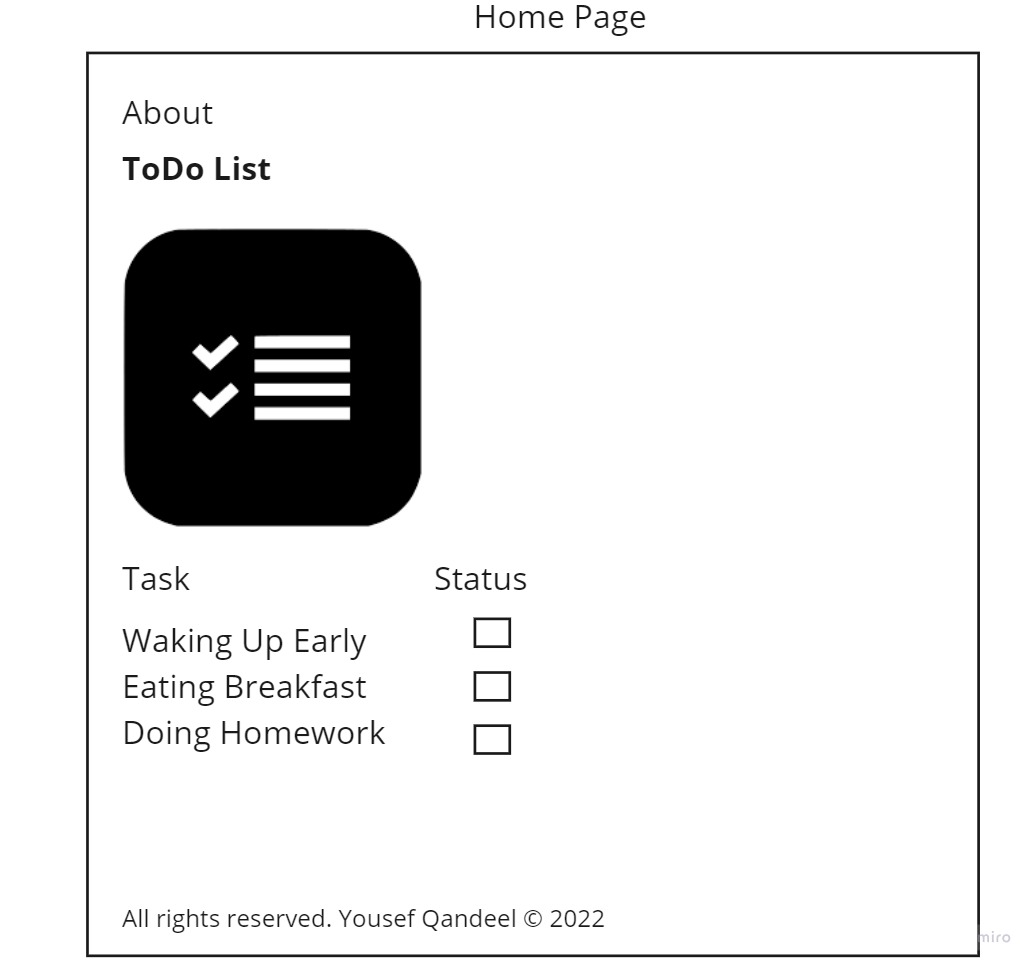 Home Page
About
ToDo List
Task Status
Waking Up Early
Eating Breakfast
Doing Homework
All rights reserved. Yousef Qandeel © 2022
miro